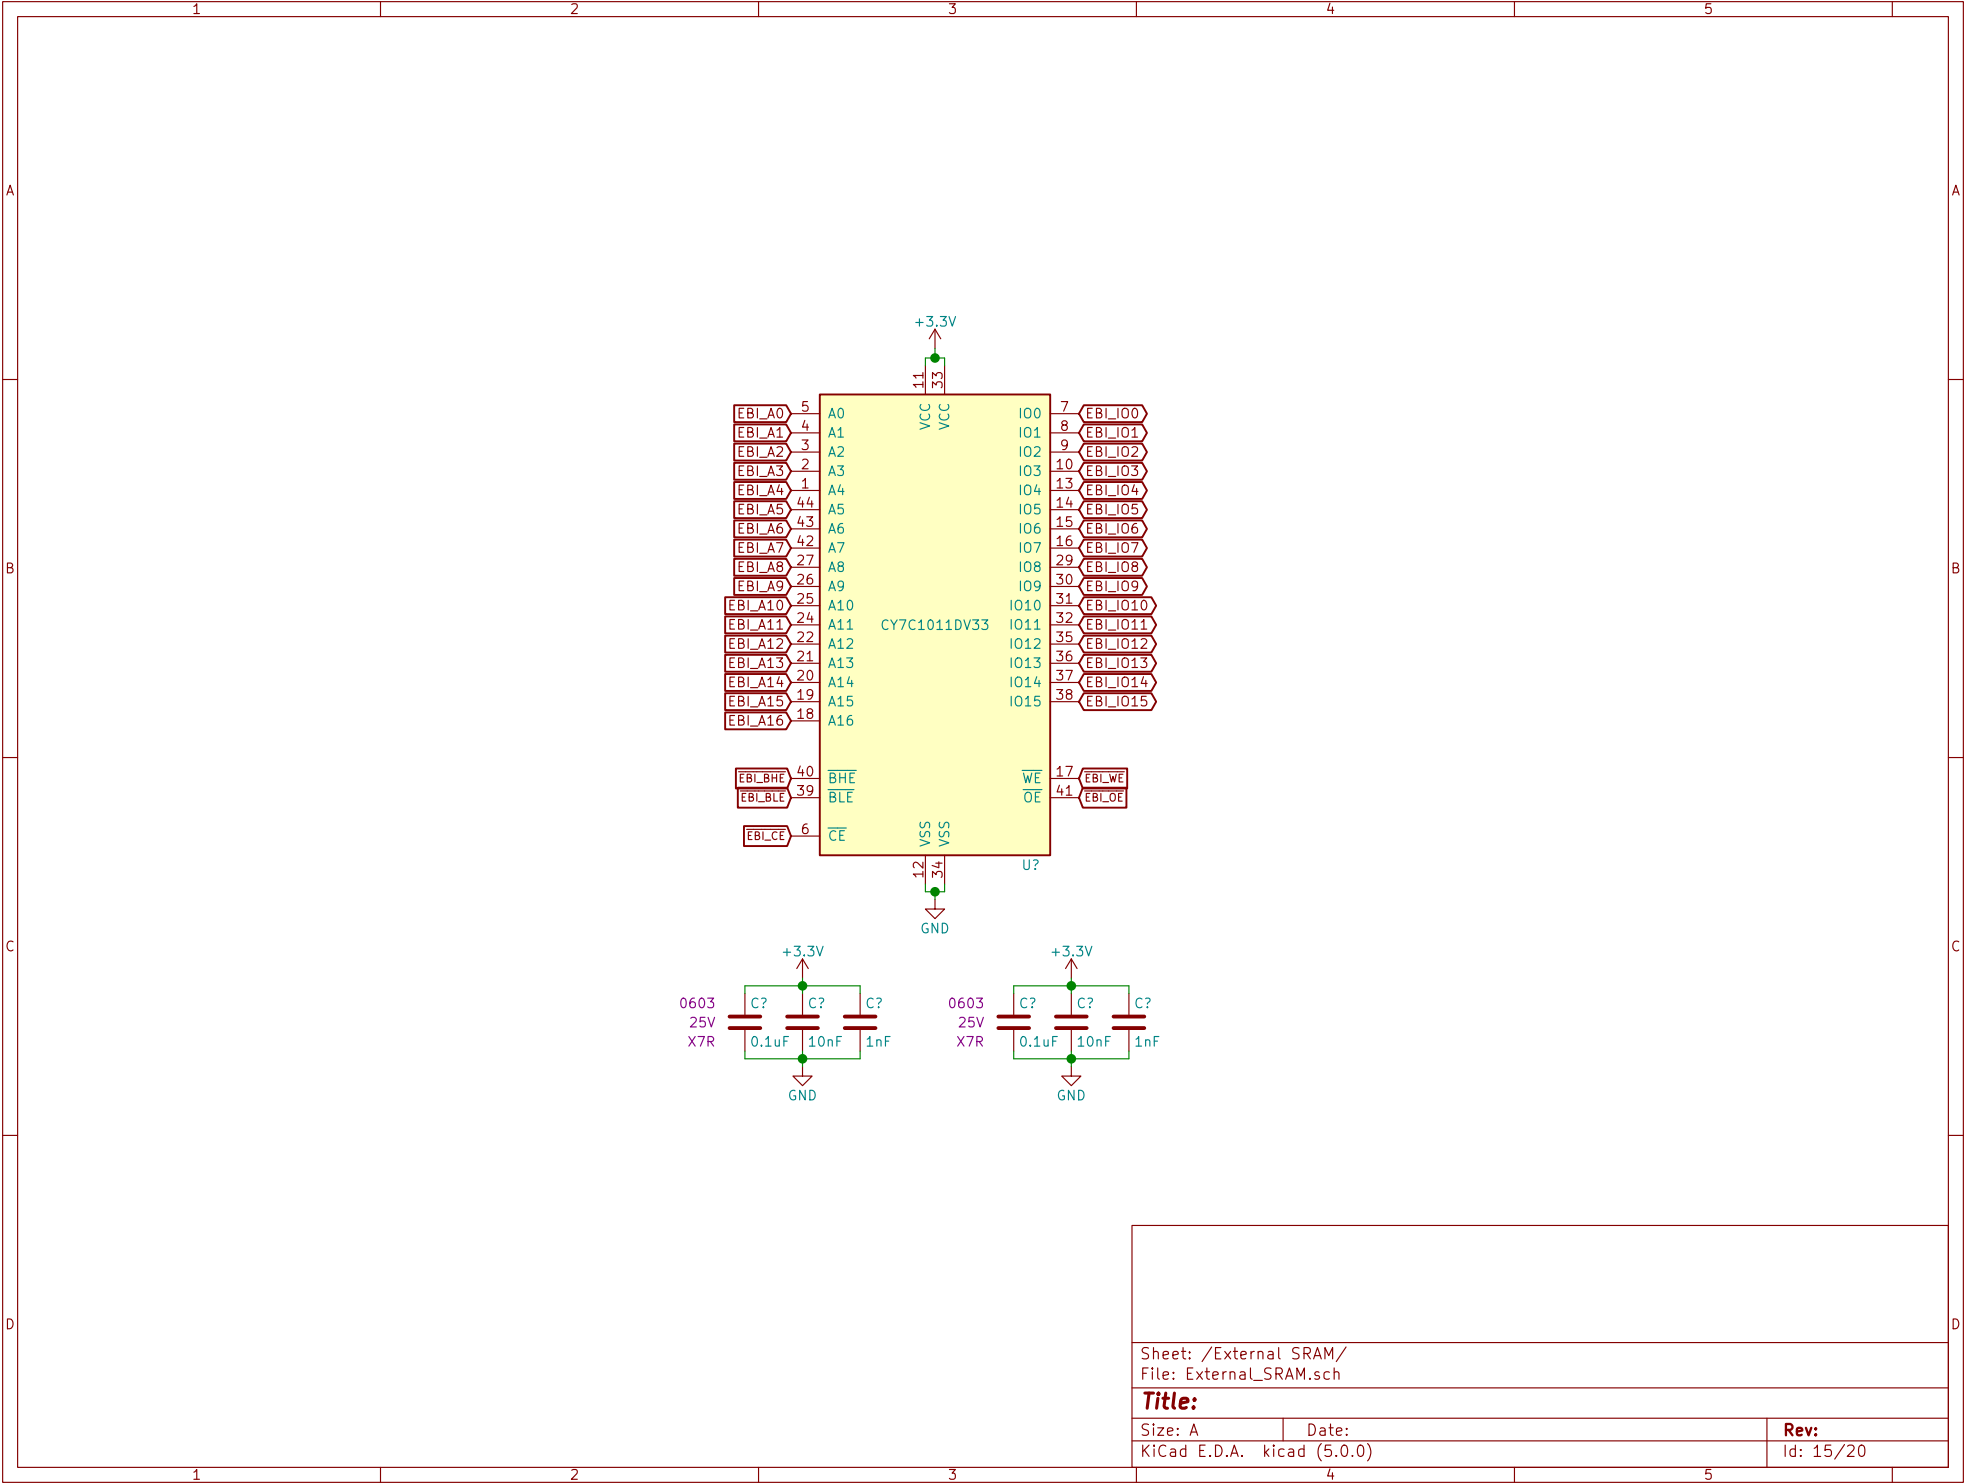 1 2 3 4 5
A A
B B
C C
D D
+3.3V
11 33
VCC VCC
EBI_A0 5 A0 IO0 7 EBI_IO0
EBI_A1 4 A1 IO1 8 EBI_IO1
EBI_A2 3 A2 IO2 9 EBI_IO2
EBI_A3 2 A3 IO3 10 EBI_IO3
EBI_A4 1 A4 IO4 13 EBI_IO4
EBI_A5 44 A5 IO5 14 EBI_IO5
EBI_A6 43 A6 IO6 15 EBI_IO6
EBI_A7 42 A7 IO7 16 EBI_IO7
EBI_A8 27 A8 IO8 29 EBI_IO8
EBI_A9 26 A9 IO9 30 EBI_IO9
EBI_A10 25 A10 IO10 31 EBI_IO10
EBI_A11 24 A11 CY7C1011DV33 IO11 32 EBI_IO11
EBI_A12 22 A12 IO12 35 EBI_IO12
EBI_A13 21 A13 IO13 36 EBI_IO13
EBI_A14 20 A14 IO14 37 EBI_IO14
EBI_A15 19 A15 IO15 38 EBI_IO15
EBI_A16 18 A16
EBI_BHE 40 BHE WE 17 EBI_WE
EBI_BLE 39 BLE OE 41 EBI_OE
EBI_CE 6 CE
VSS VSS
12 34
U?
GND
+3.3V +3.3V
0603 C? C? C? 0603 C? C? C?
25V 25V
X7R 0.1uF 10nF 1nF X7R 0.1uF 10nF 1nF
GND GND
Sheet: /External SRAM/
File: External_SRAM.sch
Title:
Size: A Date: Rev:
KiCad E.D.A. kicad (5.0.0) Id: 15/20
1 2 3 4 5